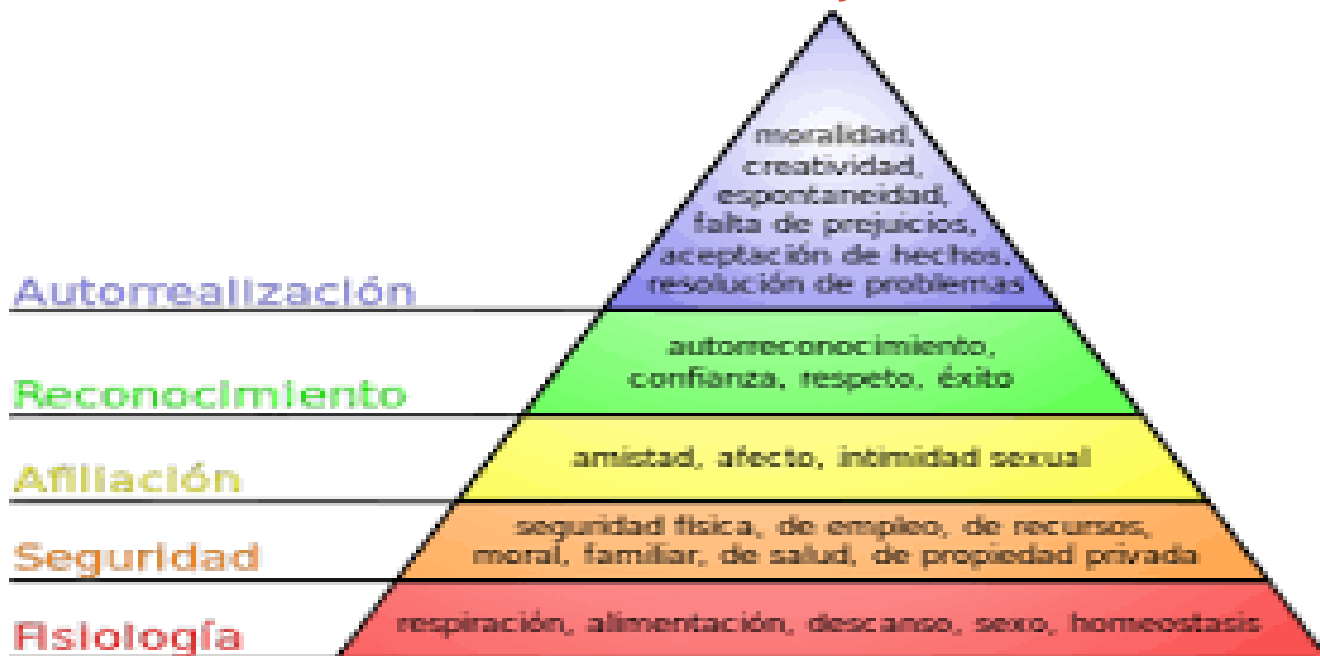 moralidad,
creatividad,
espontaneidad,
falta de prejuicios,
aceptación de hechos,
resolución de problemas
Autorrealización
autorreconocimiento,
confianza, respeto, éxito
Reconocimiento
amistad, afecto, intimidad sexual
Afiliación
seguridad física, de empleo, de recursos,
moral, familiar, de salud, de propiedad privada
Seguridad
respiración, alimentación, descanso, sexo, homeostasis
Fisiología